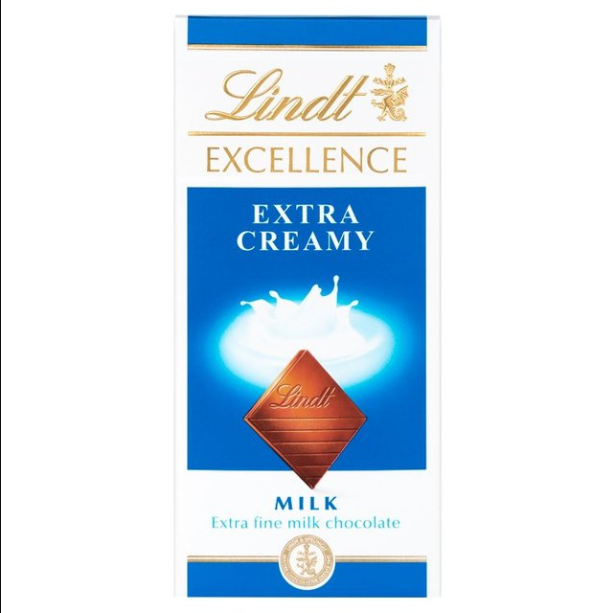 Lindt
EXCELLENCE
EXTRA
CREAMY
Lindt
MILK
Extra fine milk chocolate